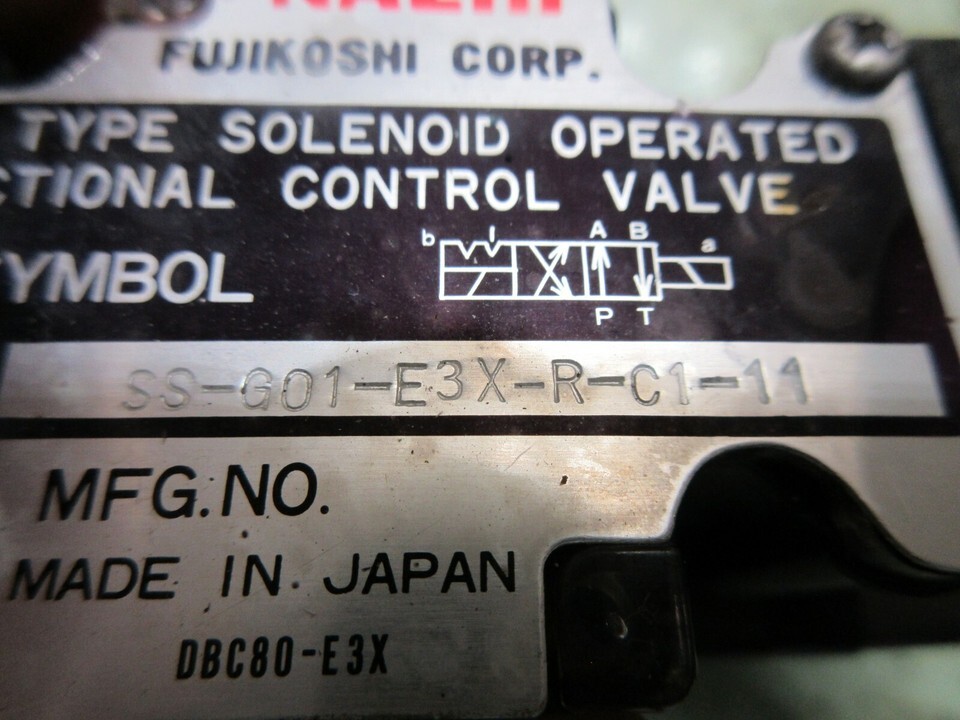 NACHI
FUJIKOSHI CORP.
TYPE SOLENOID OPERATED
CTIONAL CONTROL VALVE
YMBOL
b
A B
a
P T
SS-G01-E3X-R-C1-11
MFG.NO.
MADE IN JAPAN
DBC80-E3X